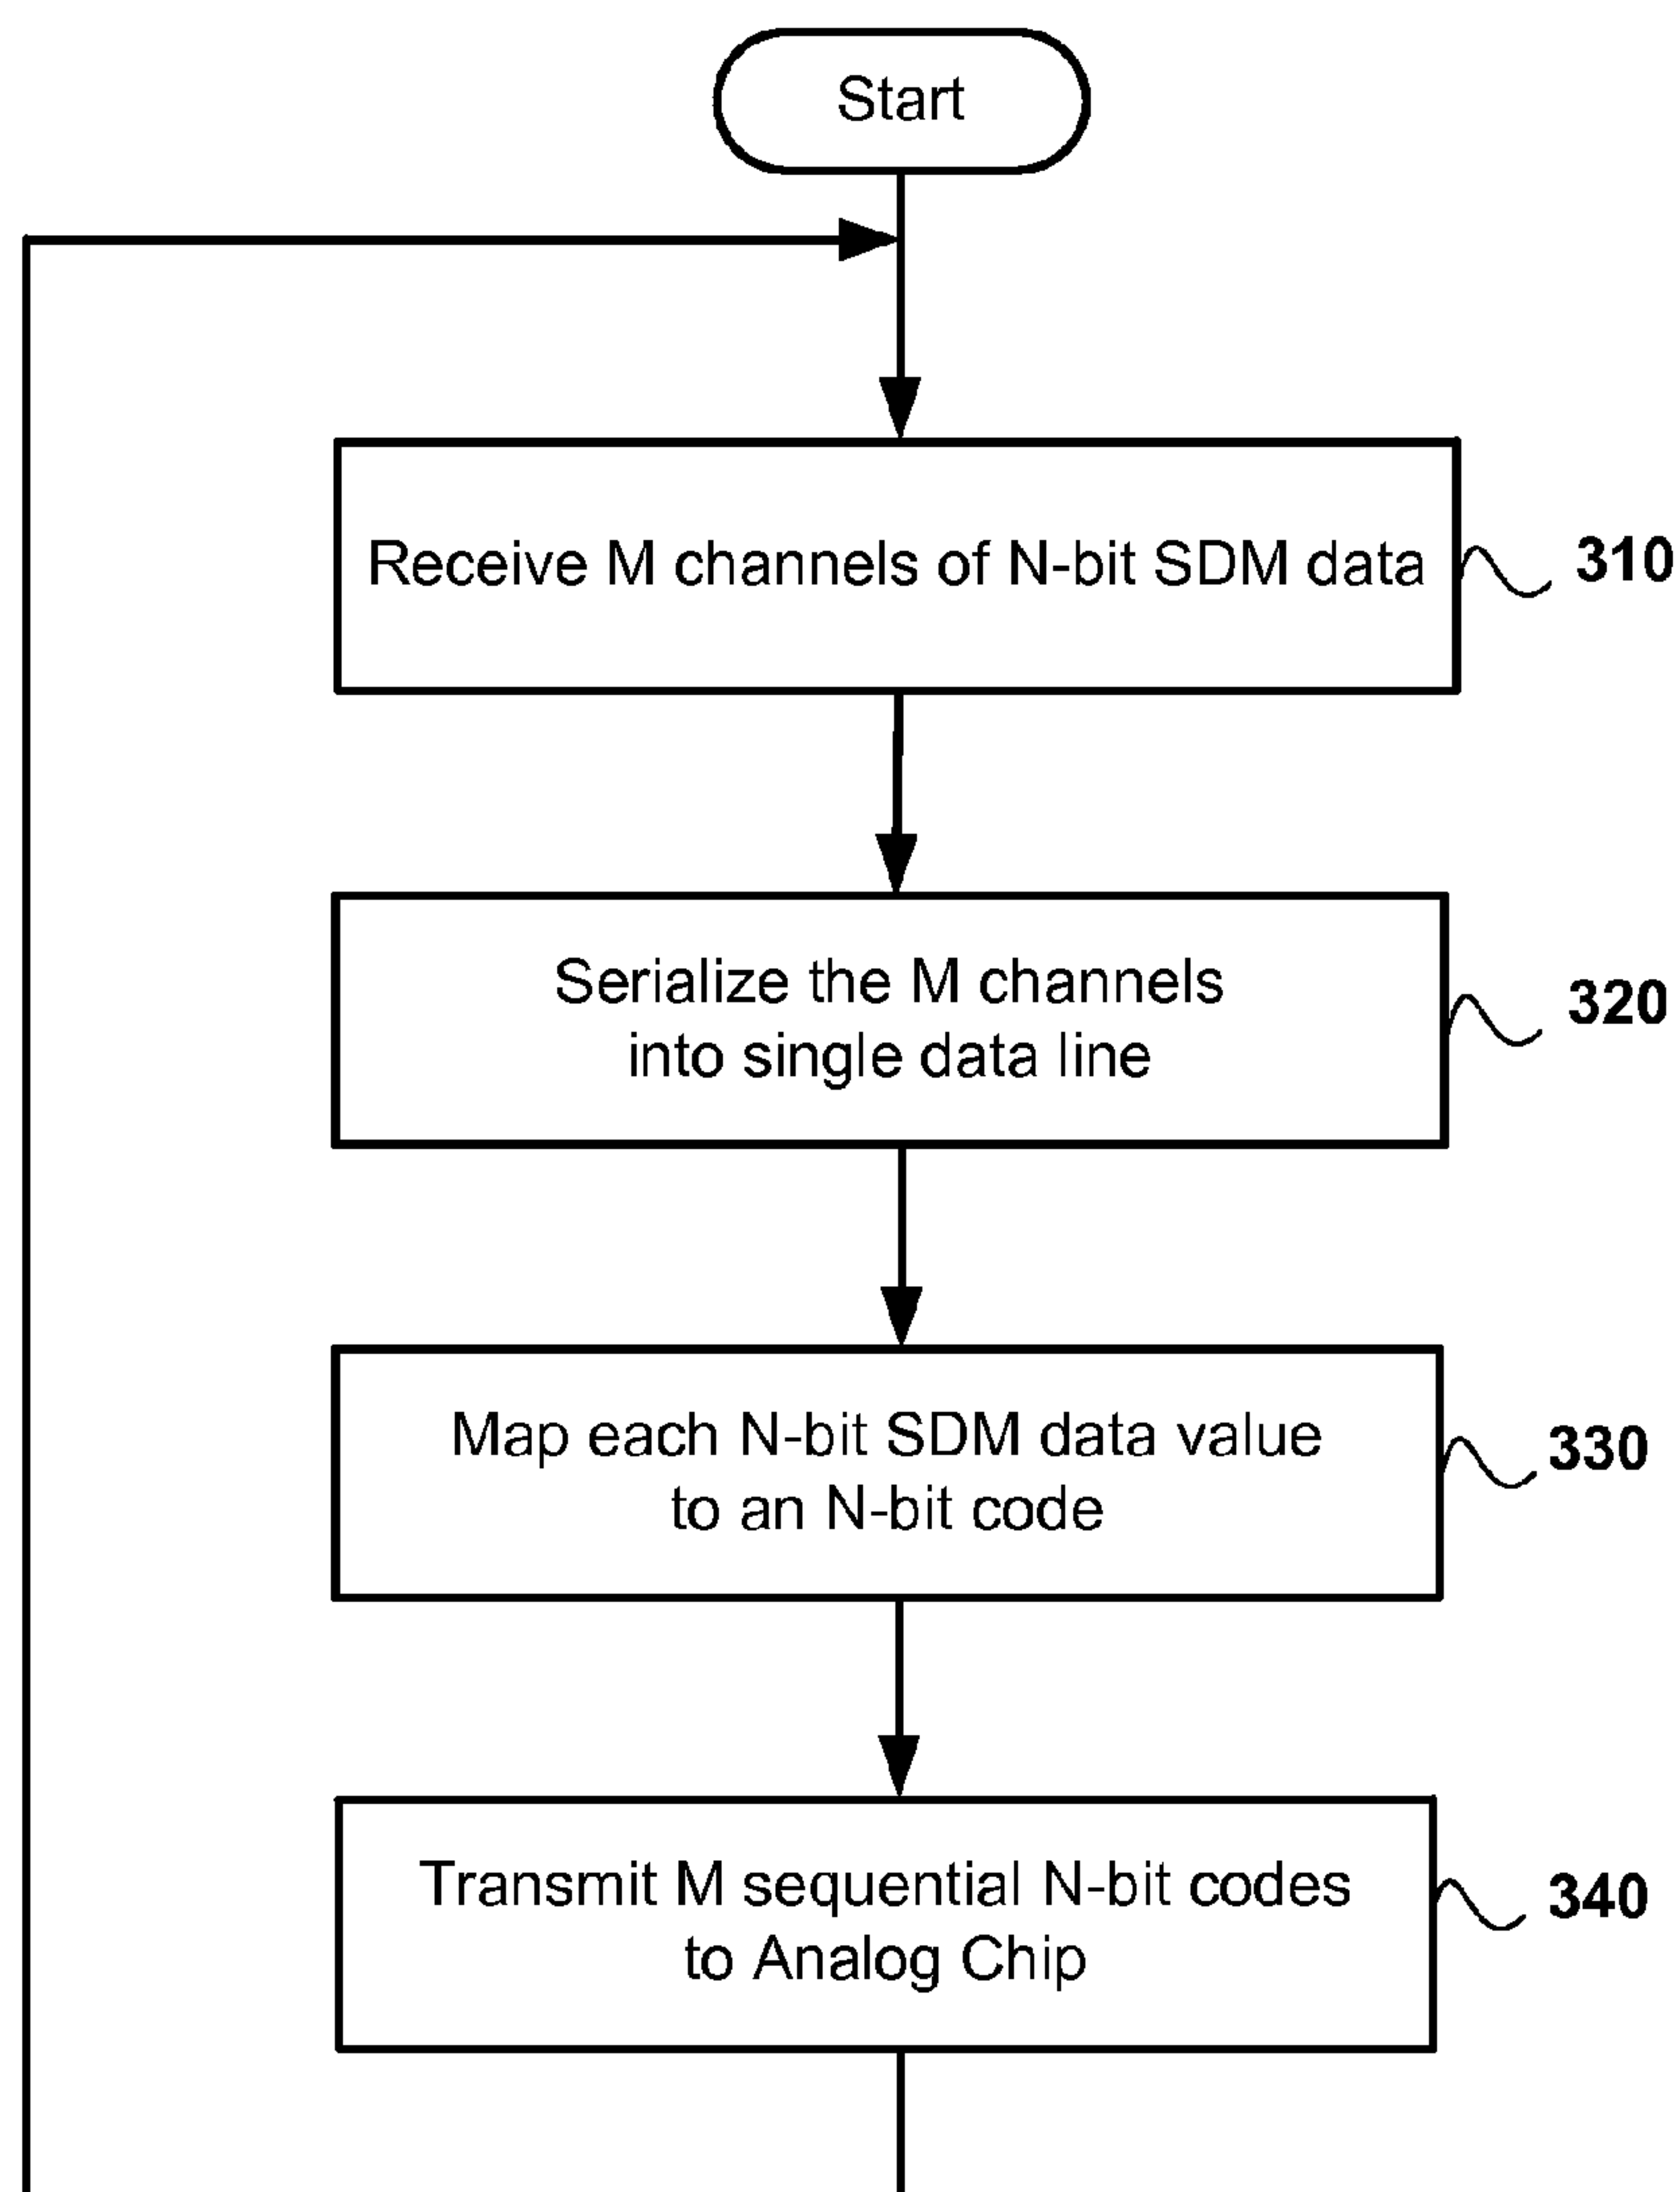 Start
Receive M channels of N-bit SDM data
310
Serialize the M channels
into single data line
320
Map each N-bit SDM data value
to an N-bit code
330
Transmit M sequential N-bit codes
to Analog Chip
340